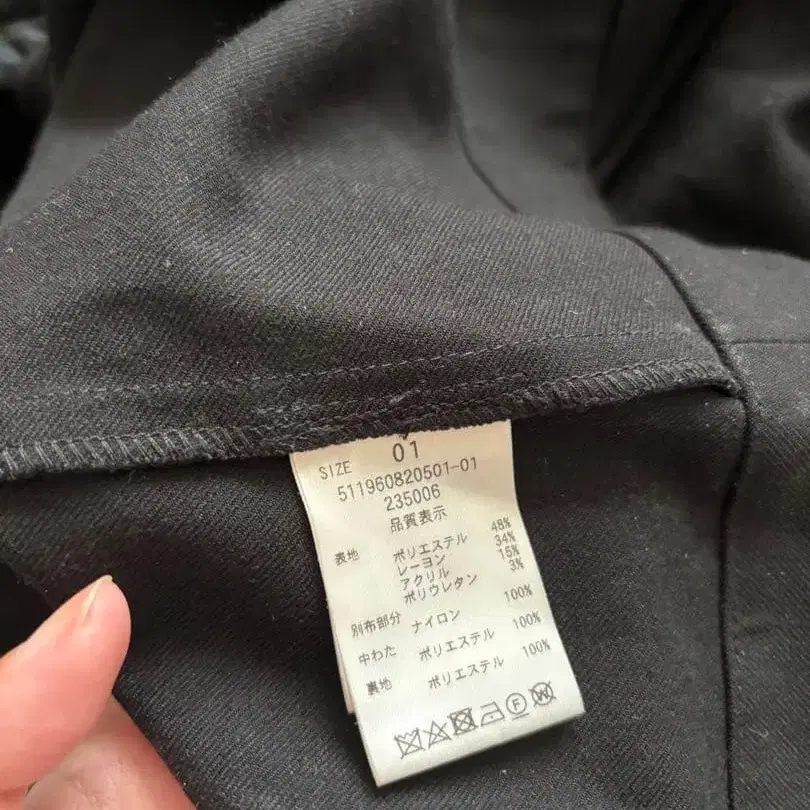 SIZE 01
511960820501-01
235006
品質表示
表地 ポリエステル 48%
レーヨン 34%
アクリル 15%
ポリウレタン 3%
別布部分 ナイロン 100%
中わた ポリエステル 100%
裏地 ポリエステル 100%
F W